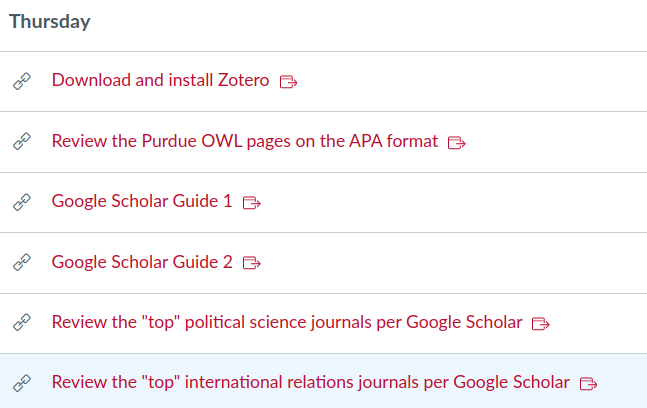 Thursday
Download and install Zotero
Review the Purdue OWL pages on the APA format
Google Scholar Guide 1
Google Scholar Guide 2
Review the "top" political science journals per Google Scholar
Review the "top" international relations journals per Google Scholar